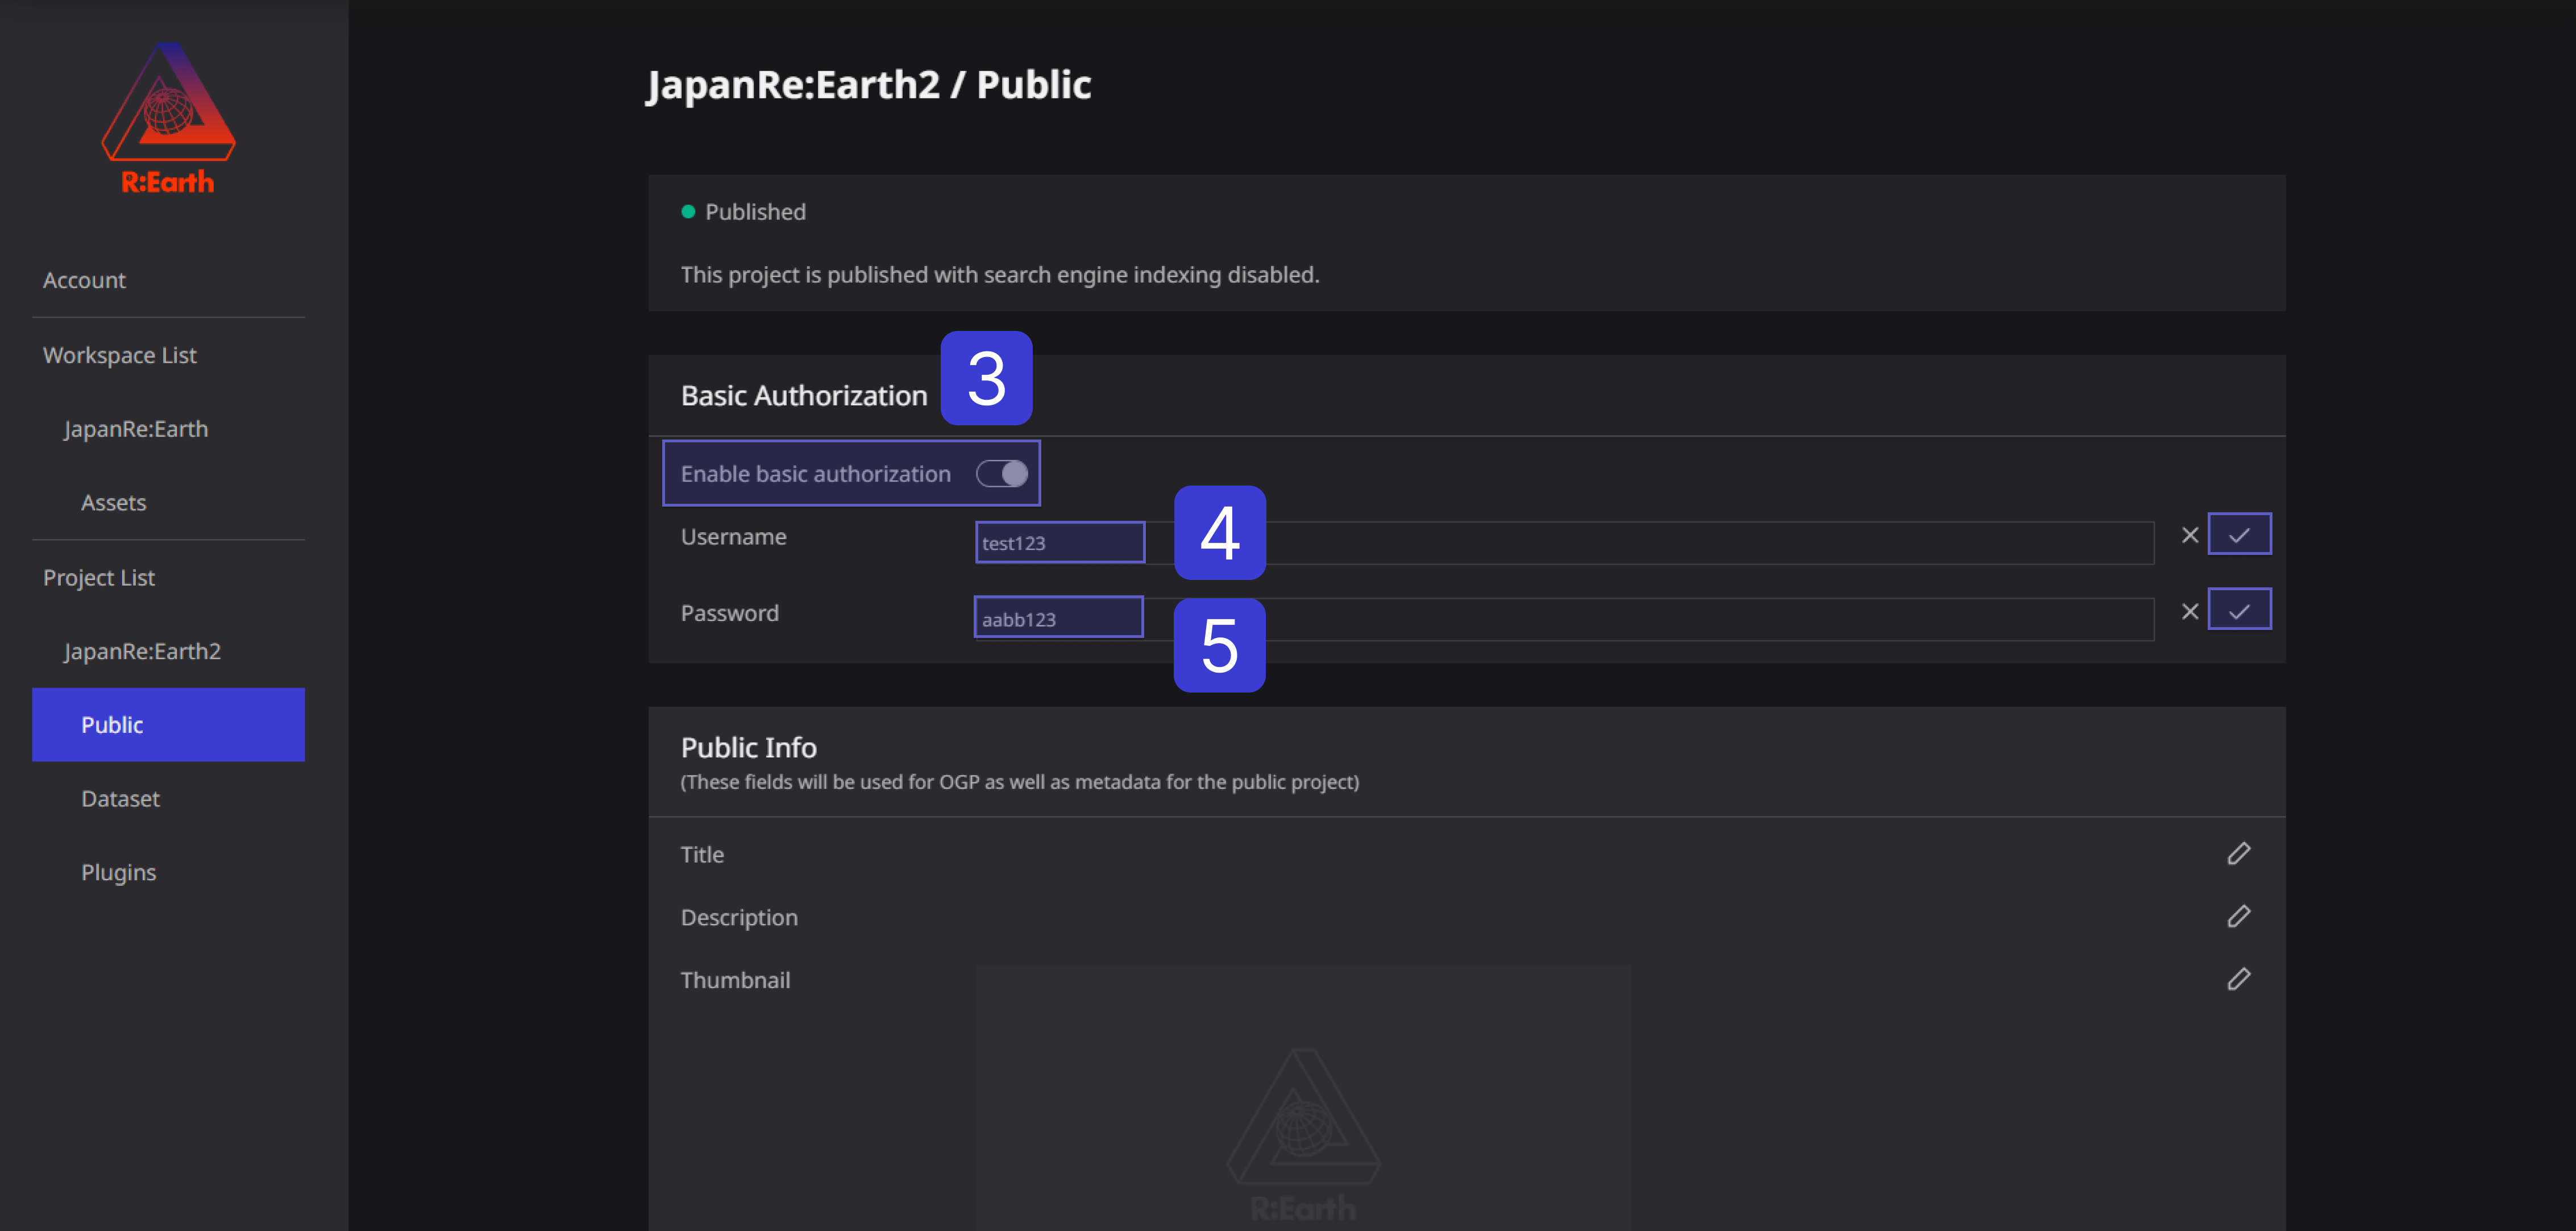 R:Earth
Account
Workspace List
JapanRe:Earth
Assets
Project List
JapanRe:Earth2
Public
Dataset
Plugins
JapanRe:Earth2 / Public
Published
This project is published with search engine indexing disabled.
Basic Authorization 3
Enable basic authorization
Username test123 4
Password aabb123 5
Public Info
(These fields will be used for OGP as well as metadata for the public project)
Title
Description
Thumbnail
R:Earth